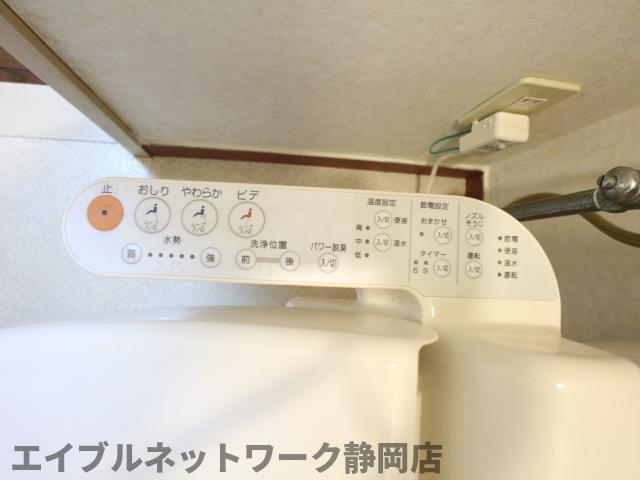 止 おしり やわらか ビデ
水勢
弱 強
洗浄位置
前 後
パワー脱臭
入/切
温度設定
入/切 便座
高
中 入/切 温水
低
節電設定
おまかせ
入/切
タイマー
入/切
6 9
ノズル
そうじ
入/切
運転
入/切
節電
便座
温水
運転
エイブルネットワーク静岡店